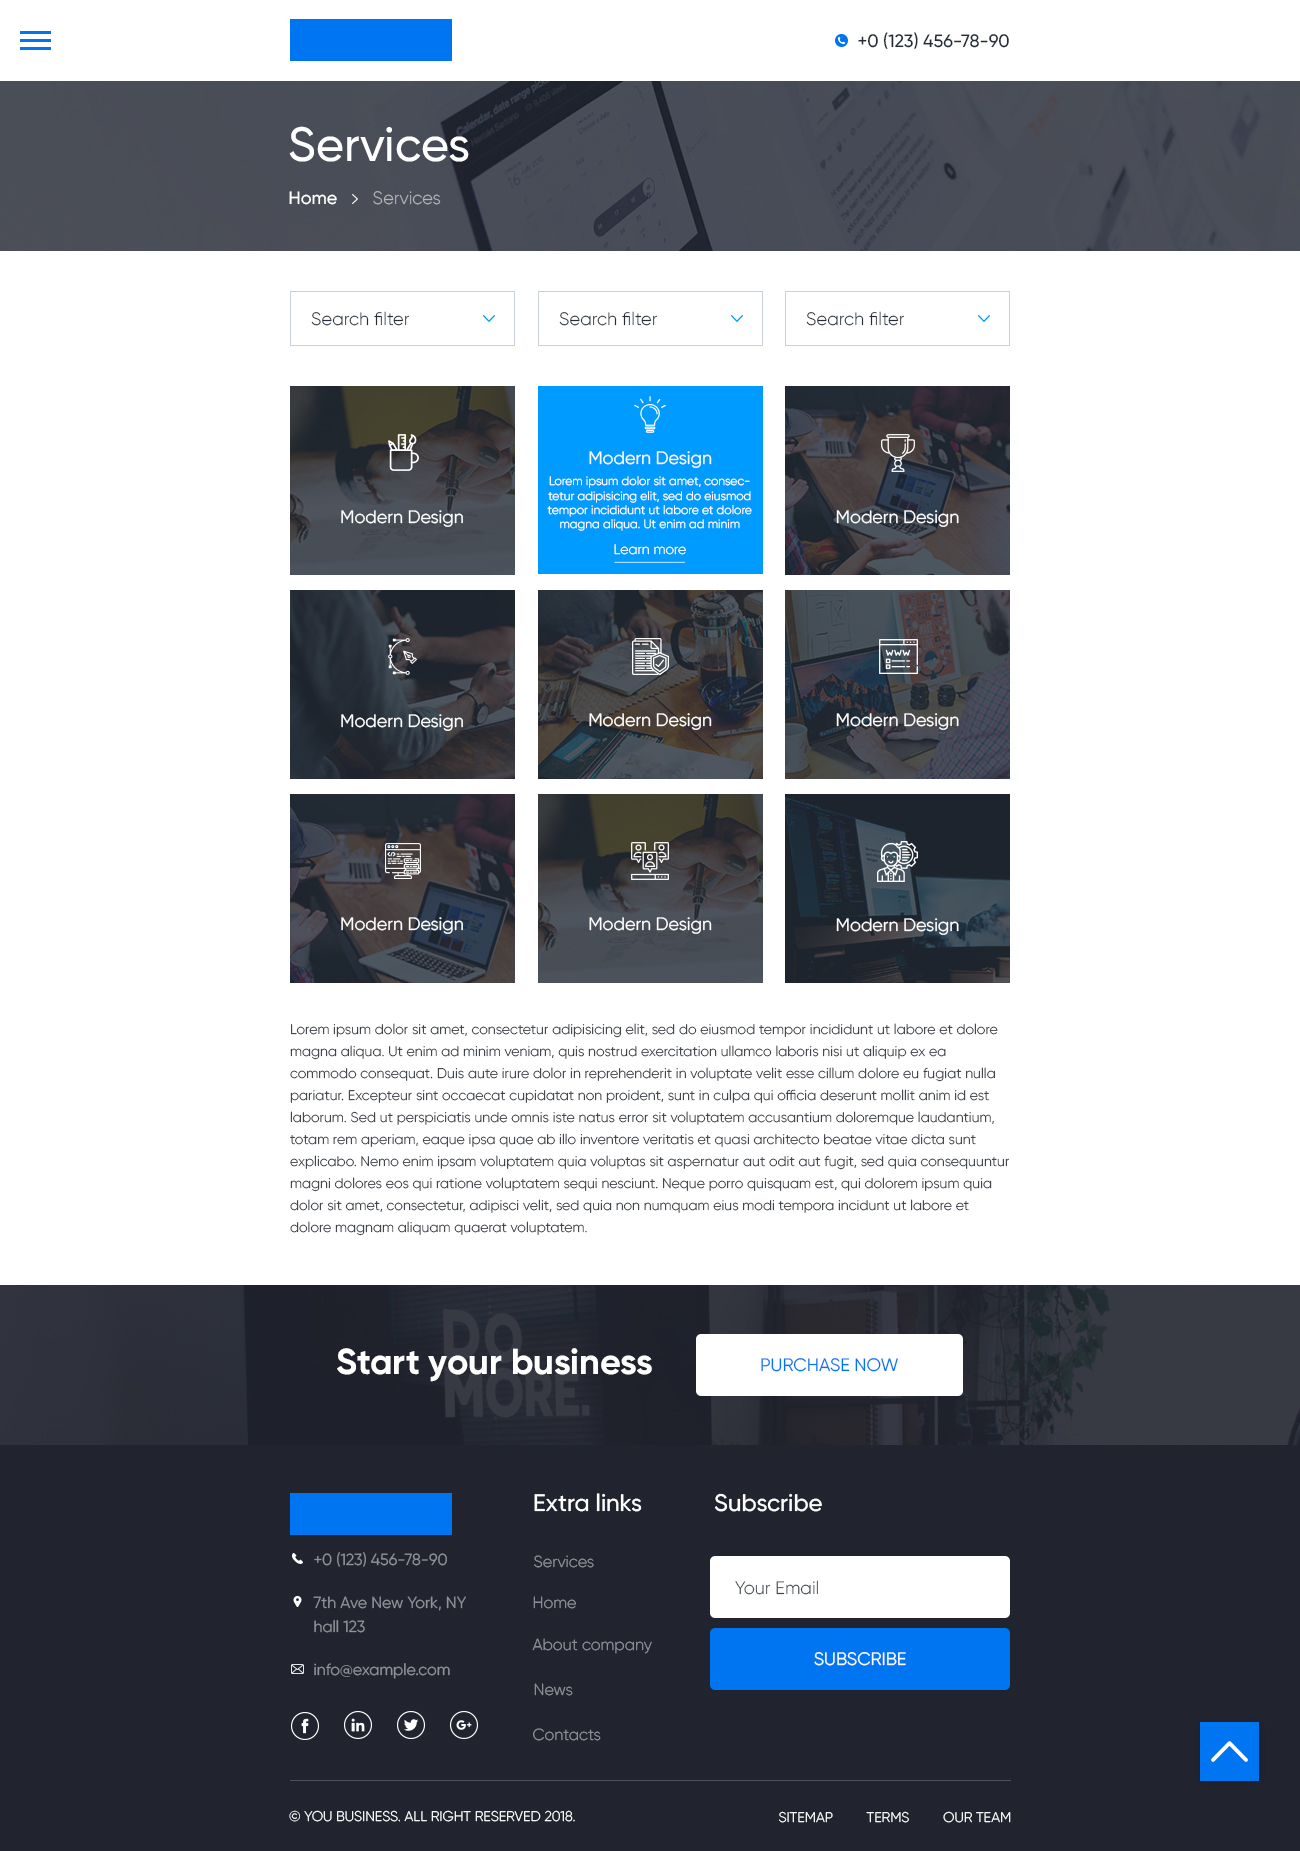 +0 (123) 456-78-90
Calendar, date range pic
Services
Home > Services
Search filter
Search filter
Search filter
Modern Design
Modern Design
Lorem ipsum dolor sit amet, consec-
tetur adipisicing elit, sed do eiusmod
tempor incididunt ut labore et dolore
magna aliqua. Ut enim ad minim
Learn more
Modern Design
Modern Design
Modern Design
WWW
Modern Design
Modern Design
Modern Design
Modern Design
Lorem ipsum dolor sit amet, consectetur adipisicing elit, sed do eiusmod tempor incididunt ut labore et dolore
magna aliqua. Ut enim ad minim veniam, quis nostrud exercitation ullamco laboris nisi ut aliquip ex ea
commodo consequat. Duis aute irure dolor in reprehenderit in voluptate velit esse cillum dolore eu fugiat nulla
pariatur. Excepteur sint occaecat cupidatat non proident, sunt in culpa qui officia deserunt mollit anim id est
laborum. Sed ut perspiciatis unde omnis iste natus error sit voluptatem accusantium doloremque laudantium,
totam rem aperiam, eaque ipsa quae ab illo inventore veritatis et quasi architecto beatae vitae dicta sunt
explicabo. Nemo enim ipsam voluptatem quia voluptas sit aspernatur aut odit aut fugit, sed quia consequuntur
magni dolores eos qui ratione voluptatem sequi nesciunt. Neque porro quisquam est, qui dolorem ipsum quia
dolor sit amet, consectetur, adipisci velit, sed quia non numquam eius modi tempora incidunt ut labore et
dolore magnam aliquam quaerat voluptatem.
DO
MORE.
Start your business
PURCHASE NOW
Extra links
Subscribe
+0 (123) 456-78-90
7th Ave New York, NY
hall 123
info@example.com
Services
Home
About company
News
Contacts
Your Email
SUBSCRIBE
© YOU BUSINESS. ALL RIGHT RESERVED 2018.
SITEMAP
TERMS
OUR TEAM